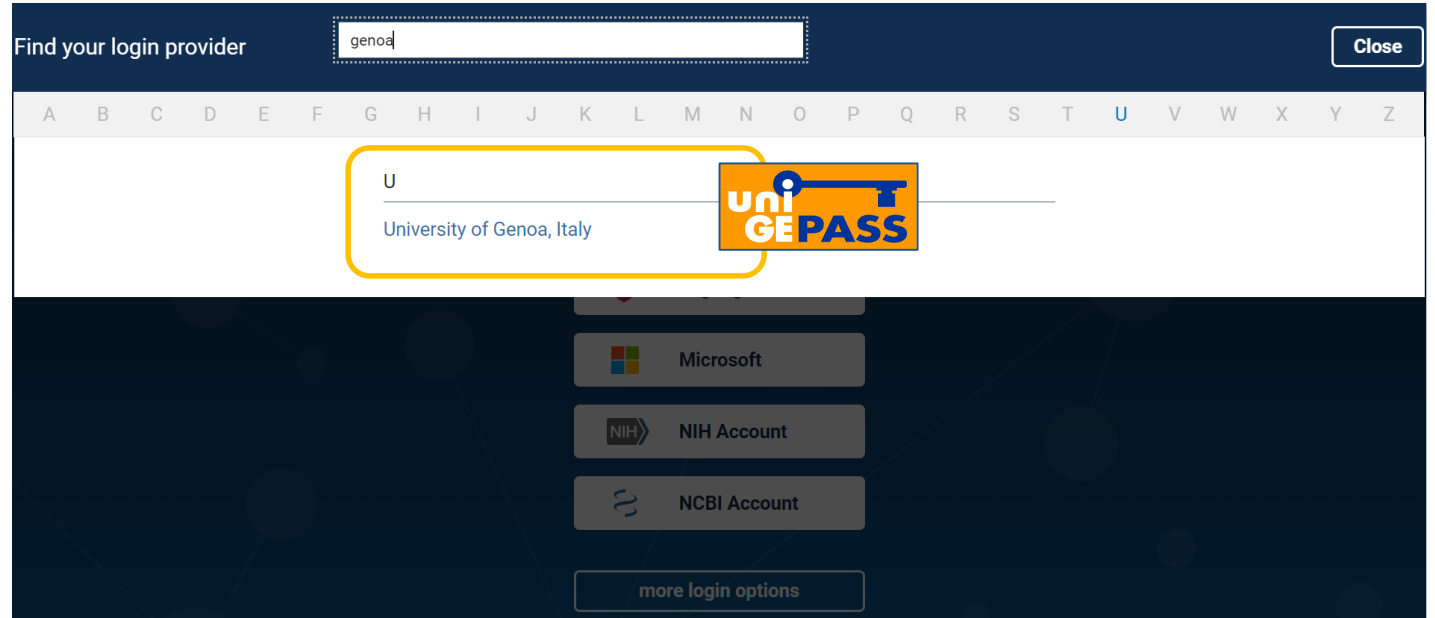 Find your login provider
genoa
Close
A B C D E F G H I J K L M N O P Q R S T U V W X Y Z
U
University of Genoa, Italy
uni
GEPASS
Microsoft
NIH NIH Account
NCBI Account
more login options